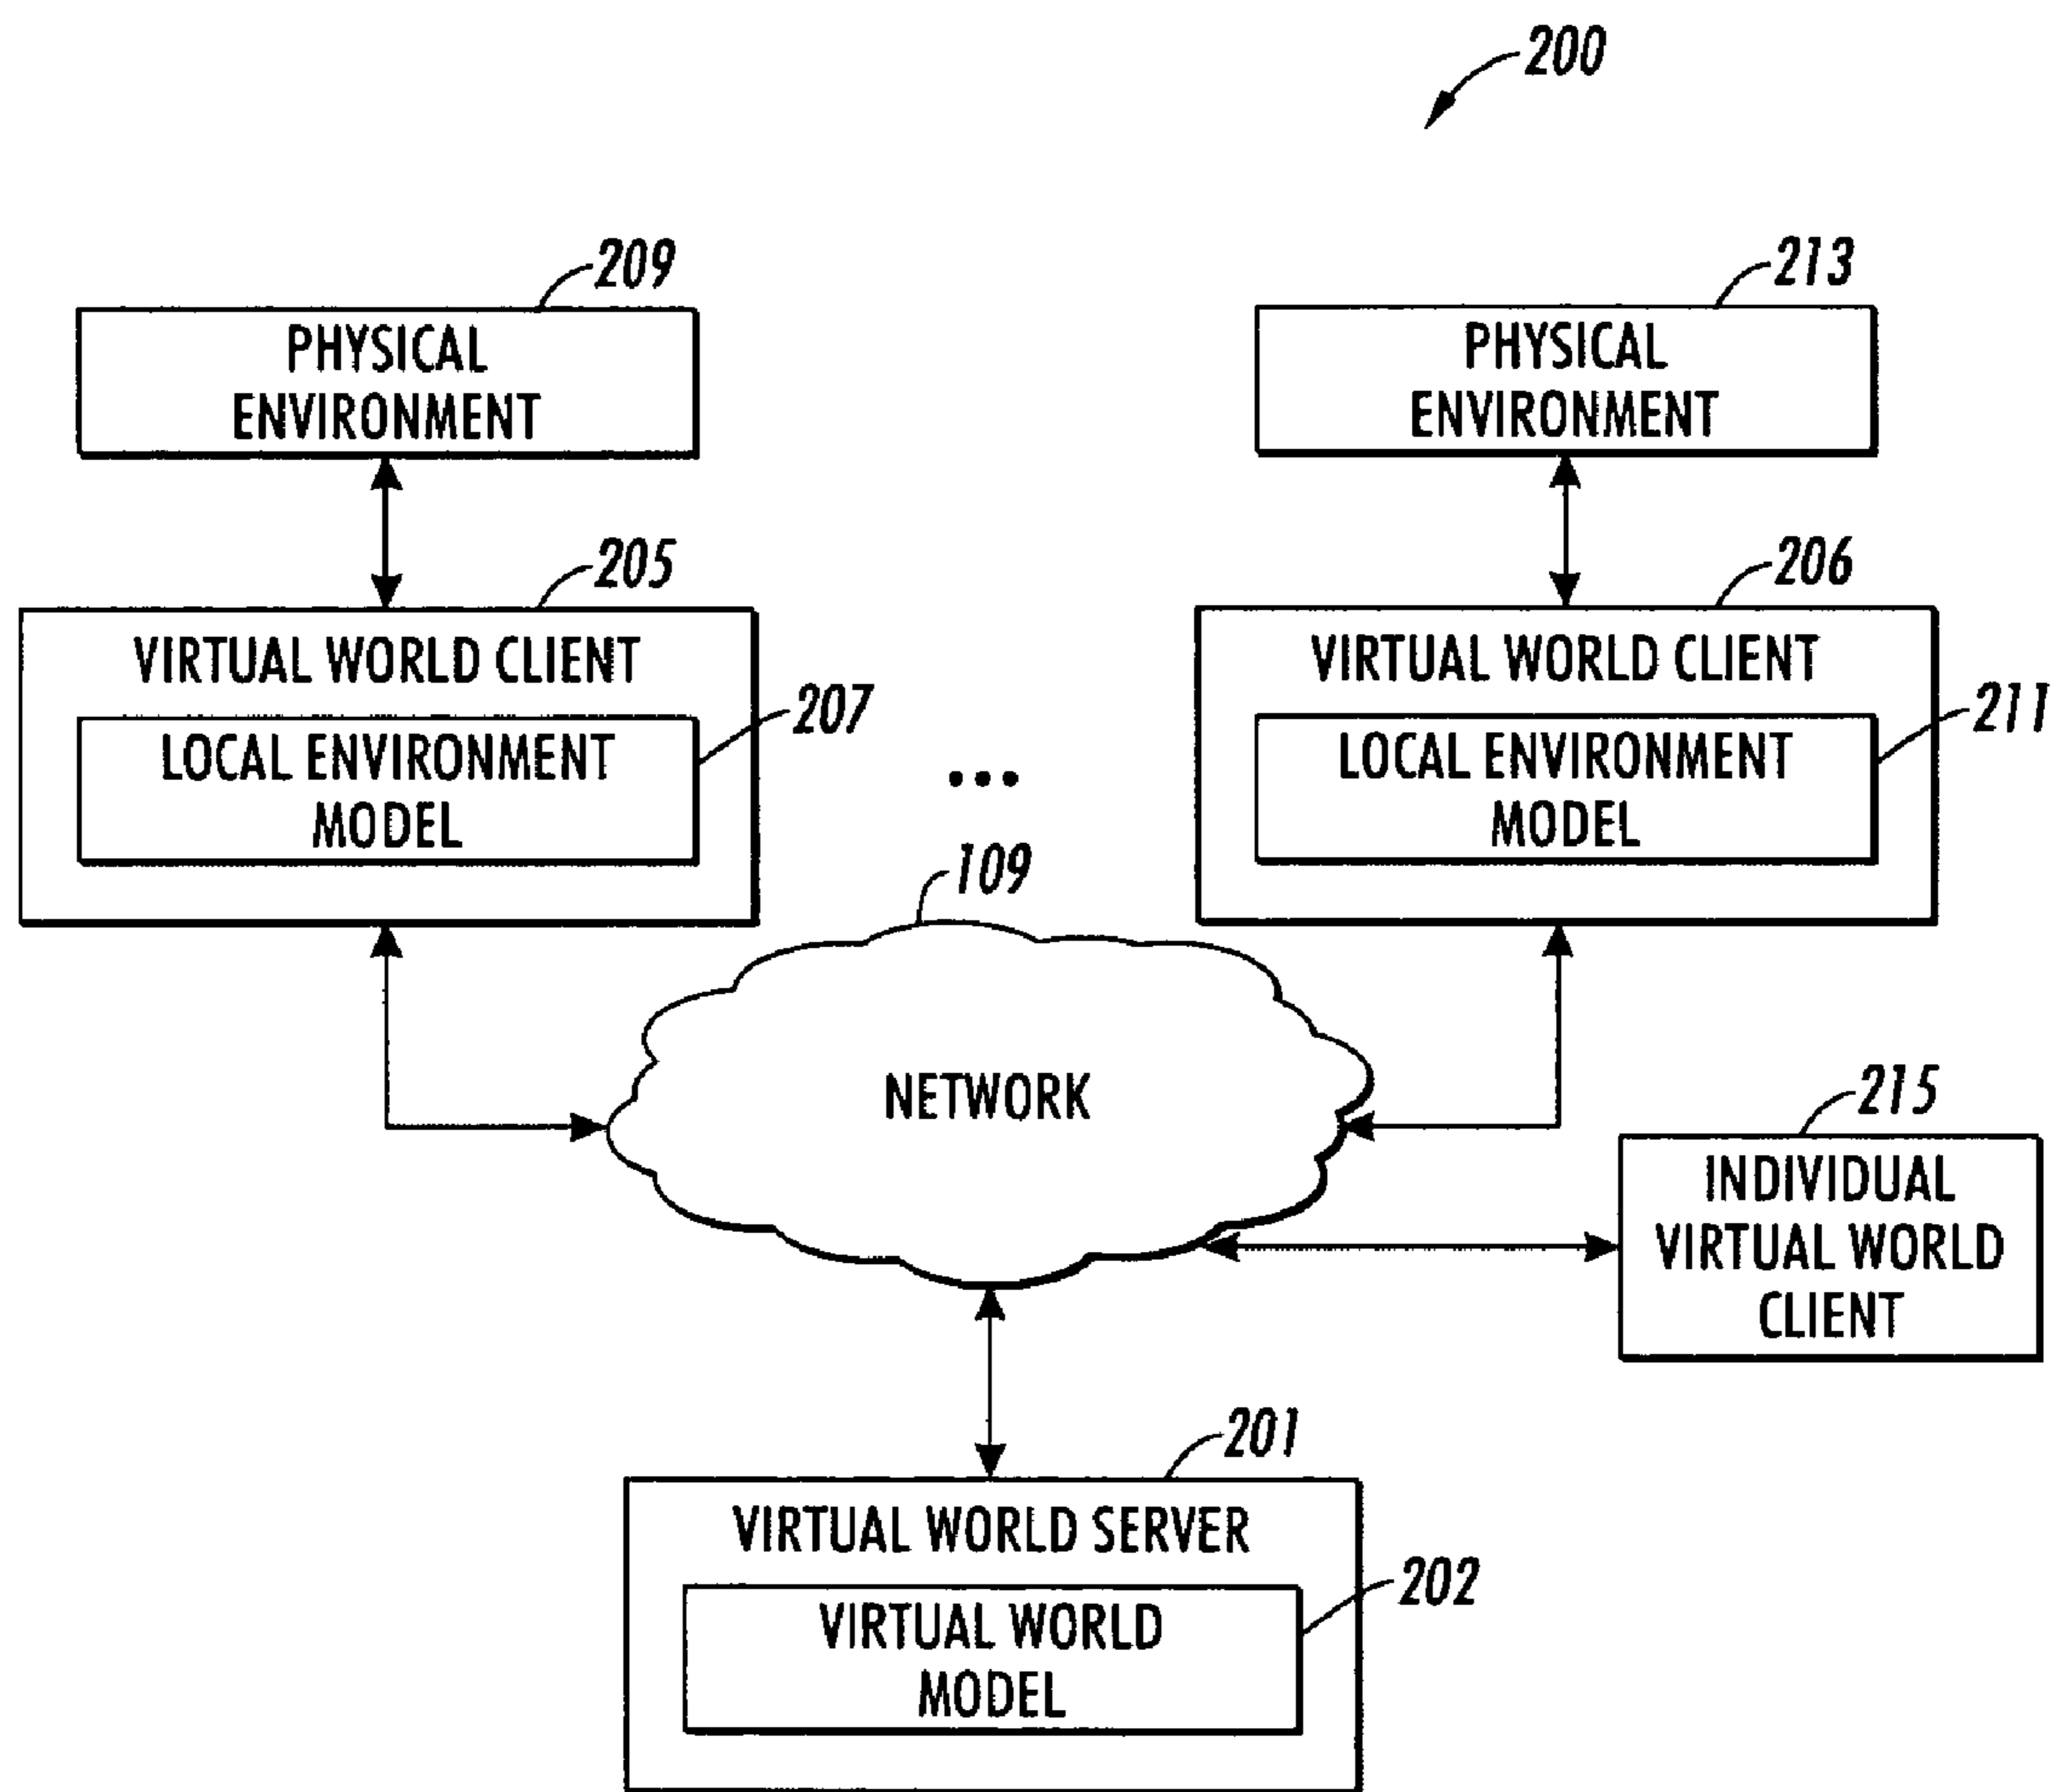 200
209
PHYSICAL
ENVIRONMENT
213
PHYSICAL
ENVIRONMENT
205
VIRTUAL WORLD CLIENT
207
LOCAL ENVIRONMENT
MODEL
206
VIRTUAL WORLD CLIENT
211
LOCAL ENVIRONMENT
MODEL
...
109
NETWORK
215
INDIVIDUAL
VIRTUAL WORLD
CLIENT
201
VIRTUAL WORLD SERVER
202
VIRTUAL WORLD
MODEL